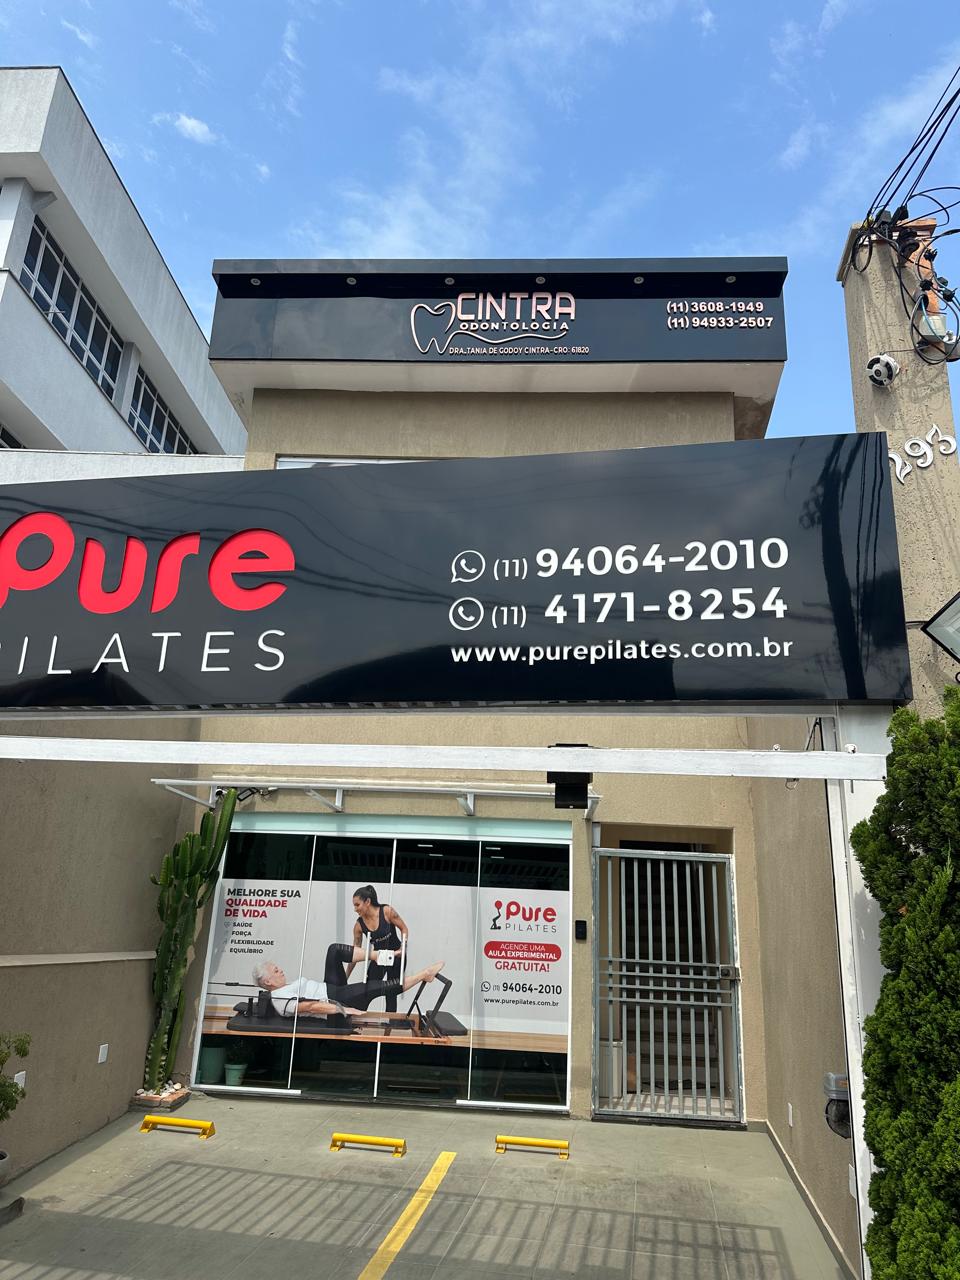 CINTRA
ODONTOLOGIA
DRA.TANIA DE GODOY CINTRA-CRO: 61820
(11) 3608-1949
(11) 94933-2507
293
Pure
PILATES
(11) 94064-2010
(11) 4171-8254
www.purepilates.com.br
MELHORE SUA
QUALIDADE
DE VIDA
SAÚDE
FORÇA
FLEXIBILIDADE
EQUILÍBRIO
Pure
PILATES
AGENDE UMA
AULA EXPERIMENTAL
GRATUITA!
(11) 94064-2010
www.purepilates.com.br